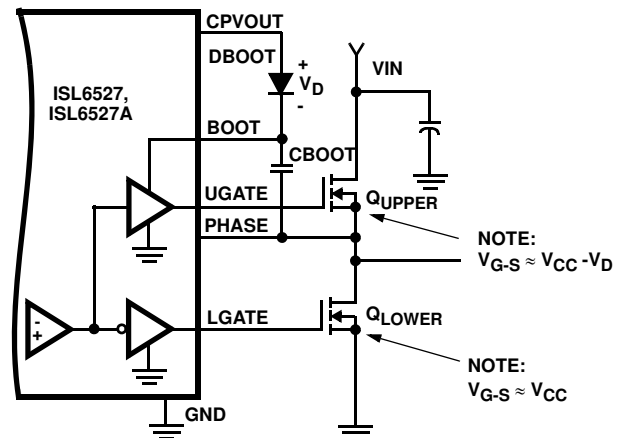 CPVOUT
DBOOT
+
VD
-
VIN
ISL6527,
ISL6527A
BOOT
CBOOT
UGATE
QUPPER
PHASE
NOTE:
VG-S ≈ VCC -VD
-
+
LGATE
QLOWER
NOTE:
VG-S ≈ VCC
GND